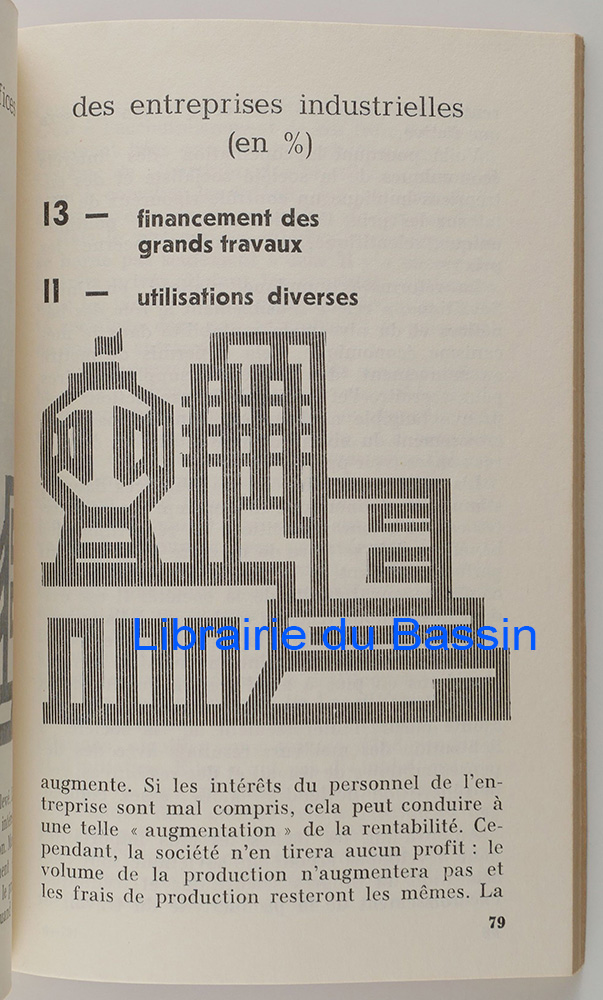 des entreprises industrielles
(en %)
13 — financement des
grands travaux
11 — utilisations diverses
Librairie du Bassin
augmente. Si les intérêts du personnel de l'en-
treprise sont mal compris, cela peut conduire à
une telle « augmentation » de la rentabilité. Ce-
pendant, la société n'en tirera aucun profit : le
volume de la production n'augmentera pas et
les frais de production resteront les mêmes. La
79